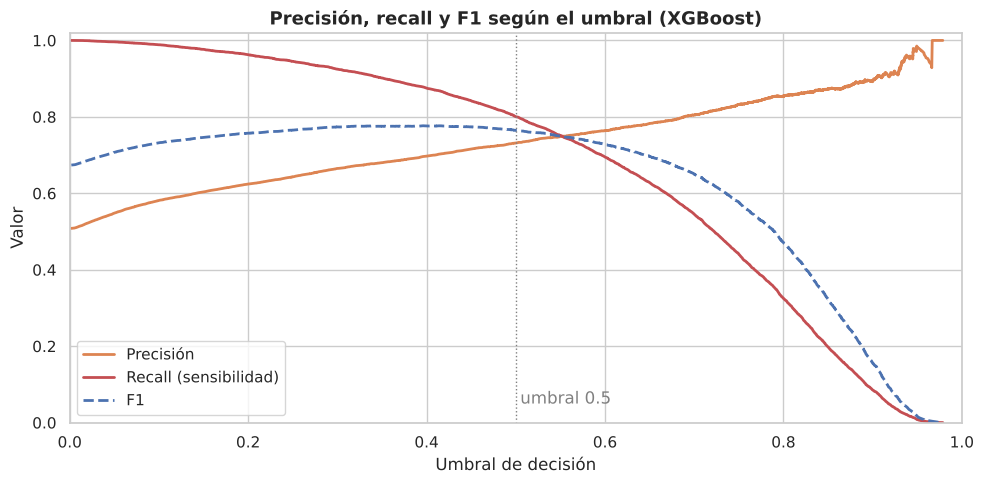 Precisión, recall y F1 según el umbral (XGBoost)
1.0
0.8
0.6
0.4
0.2
0.0
Valor
Precisión
Recall (sensibilidad)
F1
umbral 0.5
0.0 0.2 0.4 0.6 0.8 1.0
Umbral de decisión